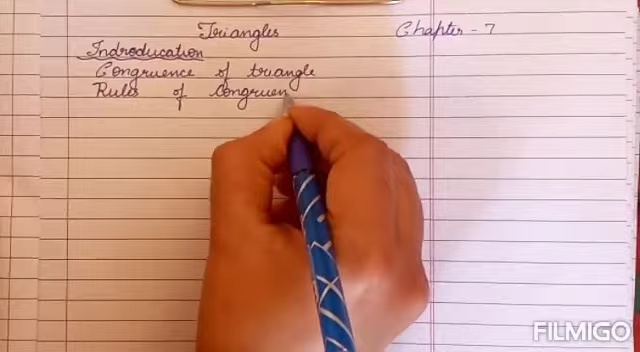 Triangles Chapter - 7
Indroducation
Congruence of triangle
Rules of Congruen
FILMIGO